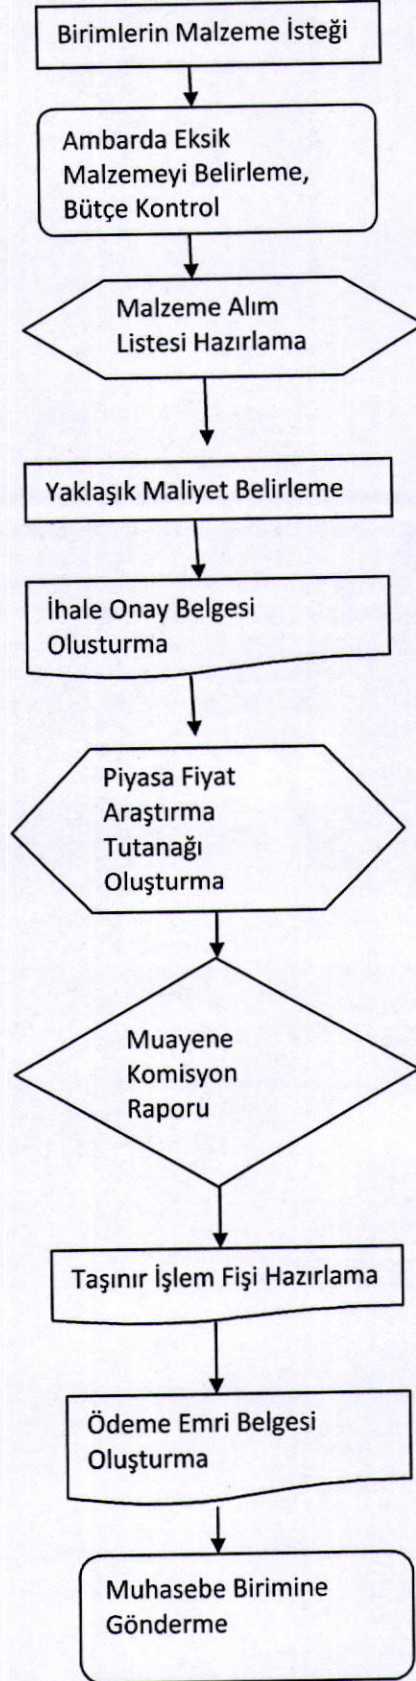 Birimlerin Malzeme İsteği
Ambarda Eksik
Malzemeyi Belirleme,
Bütçe Kontrol
Malzeme Alım
Listesi Hazırlama
Yaklaşık Maliyet Belirleme
İhale Onay Belgesi
Olusturma
Piyasa Fiyat
Araştırma
Tutanağı
Oluşturma
Muayene
Komisyon
Raporu
Taşınır İşlem Fişi Hazırlama
Ödeme Emri Belgesi
Oluşturma
Muhasebe Birimine
Gönderme